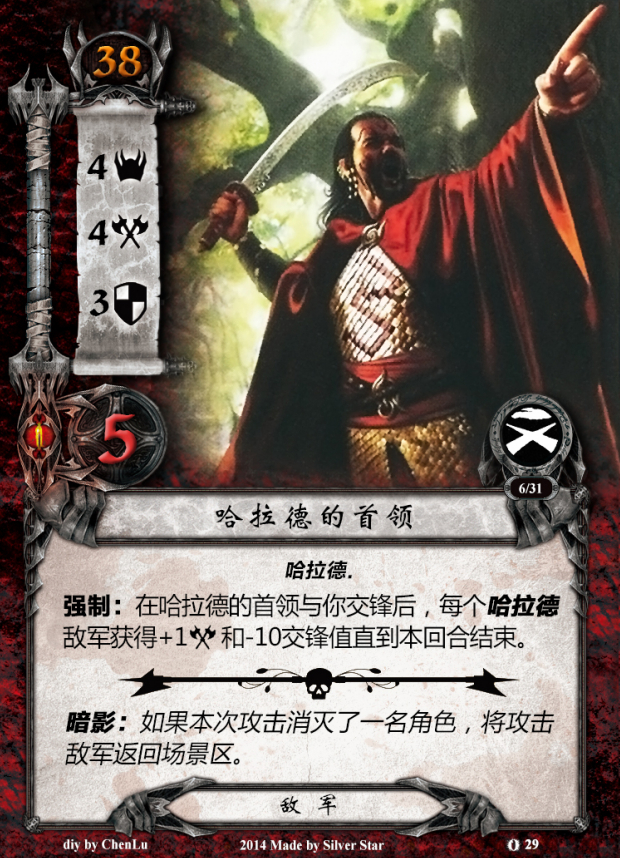 38
4
4
3
5
6/31
哈拉德的首领
哈拉德.
强制：在哈拉德的首领与你交锋后，每个哈拉德
敌军获得+1和-10交锋值直到本回合结束。
暗影：如果本次攻击消灭了一名角色，将攻击
敌军返回场景区。
敌 军
diy by ChenLu
2014 Made by Silver Star
29